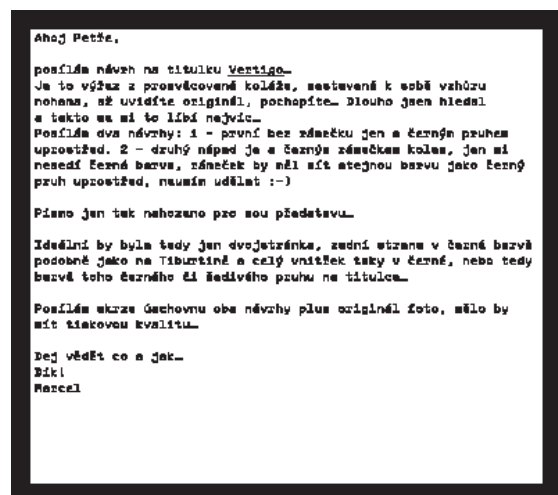 Ahoj Petře,
posílám návrh na titulku Vertigo…
Je to výřez z prosvěcované koláže, sestavené k sobě vzhůru
nohama, až uvidíte originál, pochopíte… Dlouho jsem hledal
a takto se mi to líbí nejvíc…
Posílám dva návrhy: 1 - první bez rámečku jen s černým pruhem
uprostřed. 2 - druhý nápad je s černým rámečkem kolem, jen mi
nesedí černá barva, rámeček by měl mít stejnou barvu jako černý
pruh uprostřed, neumím udělat :-)
Písmo jen tak nahozeno pro mou představu…
Ideální by byla tedy jen dvojstránka, zadní strana v černé barvě
podobně jako na Tiburtině a celý vnitřek taky v černé, nebo tedy
barvě toho černého či šedivého pruhu na titulce…
Posílám skrze úschovnu oba návrhy plus originál foto, mělo by
mít tiskovou kvalitu…
Dej vědět co a jak…
Dík!
Marcel